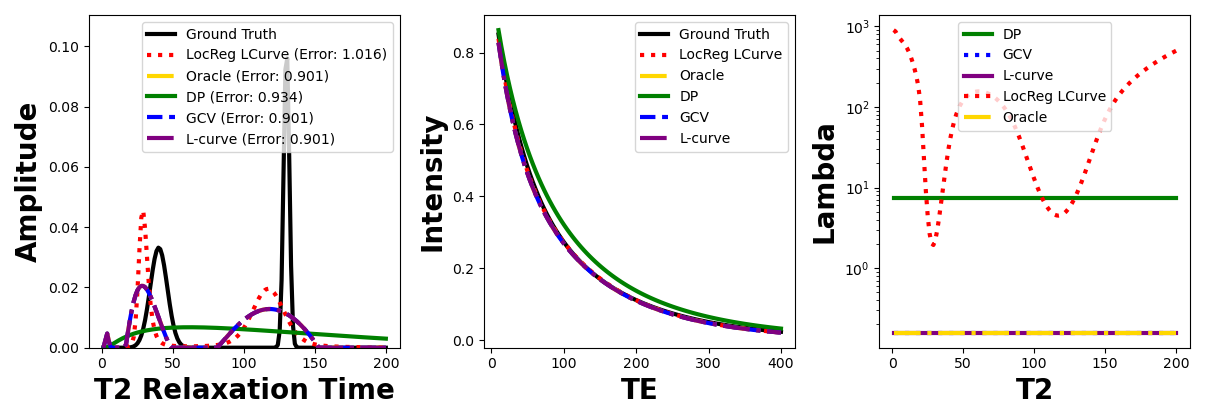 Amplitude
0.10
0.08
0.06
0.04
0.02
0.00
Ground Truth
LocReg LCurve (Error: 1.016)
Oracle (Error: 0.901)
DP (Error: 0.934)
GCV (Error: 0.901)
L-curve (Error: 0.901)
0 50 100 150 200
T2 Relaxation Time
Intensity
0.8
0.6
0.4
0.2
0.0
Ground Truth
LocReg LCurve
Oracle
DP
GCV
L-curve
0 100 200 300 400
TE
Lambda
10³
10²
10¹
10⁰
DP
GCV
L-curve
LocReg LCurve
Oracle
0 50 100 150 200
T2